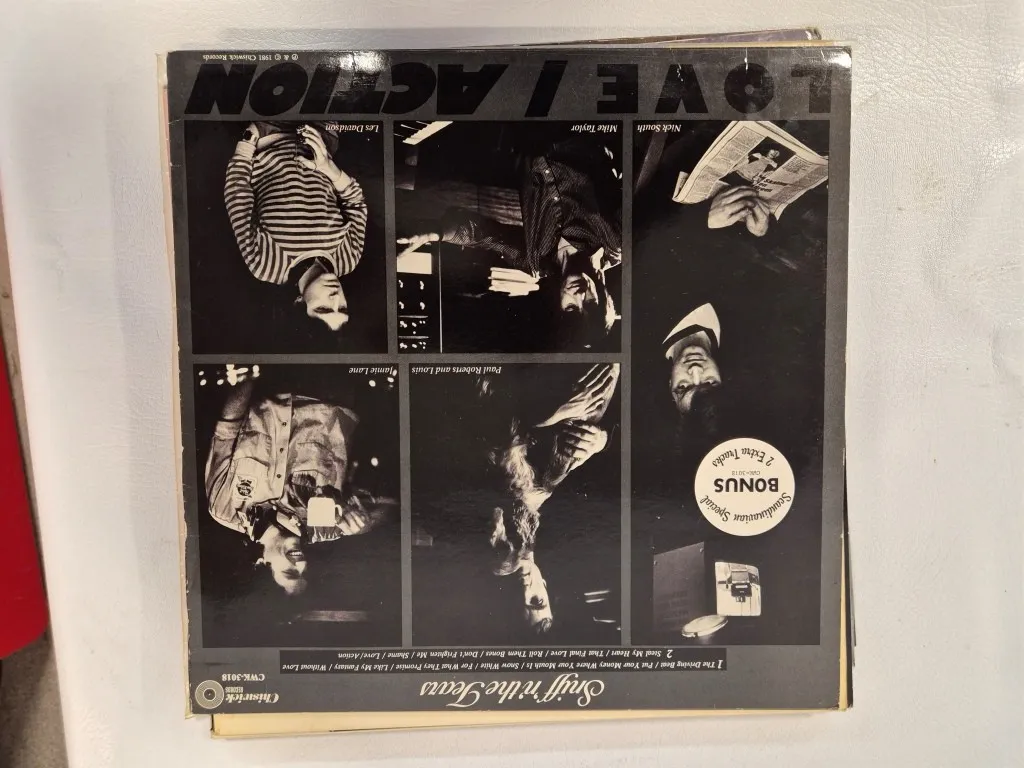 Sniff 'n' the Tears
Chiswick
RECORDS
CWK-3018
1 The Driving Beat / Put Your Money Where Your Mouth Is / Snow White / For What They Promise / Like My Fantasy / Without Love
2 Steal My Heart / That Final Love / Roll Them Bones / Don't Frighten Me / Shame / Love/Action
Scandinavian Special
BONUS
CWK-3018
2 Extra Tracks
Paul Roberts and Louis
Jamie Lane
Nick South
Mike Taylor
Les Davidson
LOVE / ACTION
℗ & © 1981 Chiswick Records